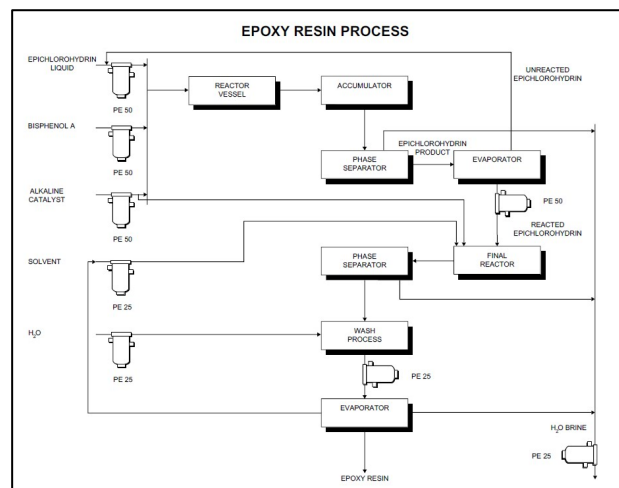 EPOXY RESIN PROCESS
EPICHLOROHYDRIN
LIQUID
PE 50
REACTOR
VESSEL
ACCUMULATOR
UNREACTED
EPICHLOROHYDRIN
BISPHENOL A
PE 50
PHASE
SEPARATOR
EPICHLOROHYDRIN
PRODUCT
EVAPORATOR
PE 50
ALKALINE
CATALYST
PE 50
REACTED
EPICHLOROHYDRIN
SOLVENT
PE 25
PHASE
SEPARATOR
FINAL
REACTOR
H₂O
PE 25
WASH
PROCESS
PE 25
EVAPORATOR
H₂O BRINE
PE 25
EPOXY RESIN